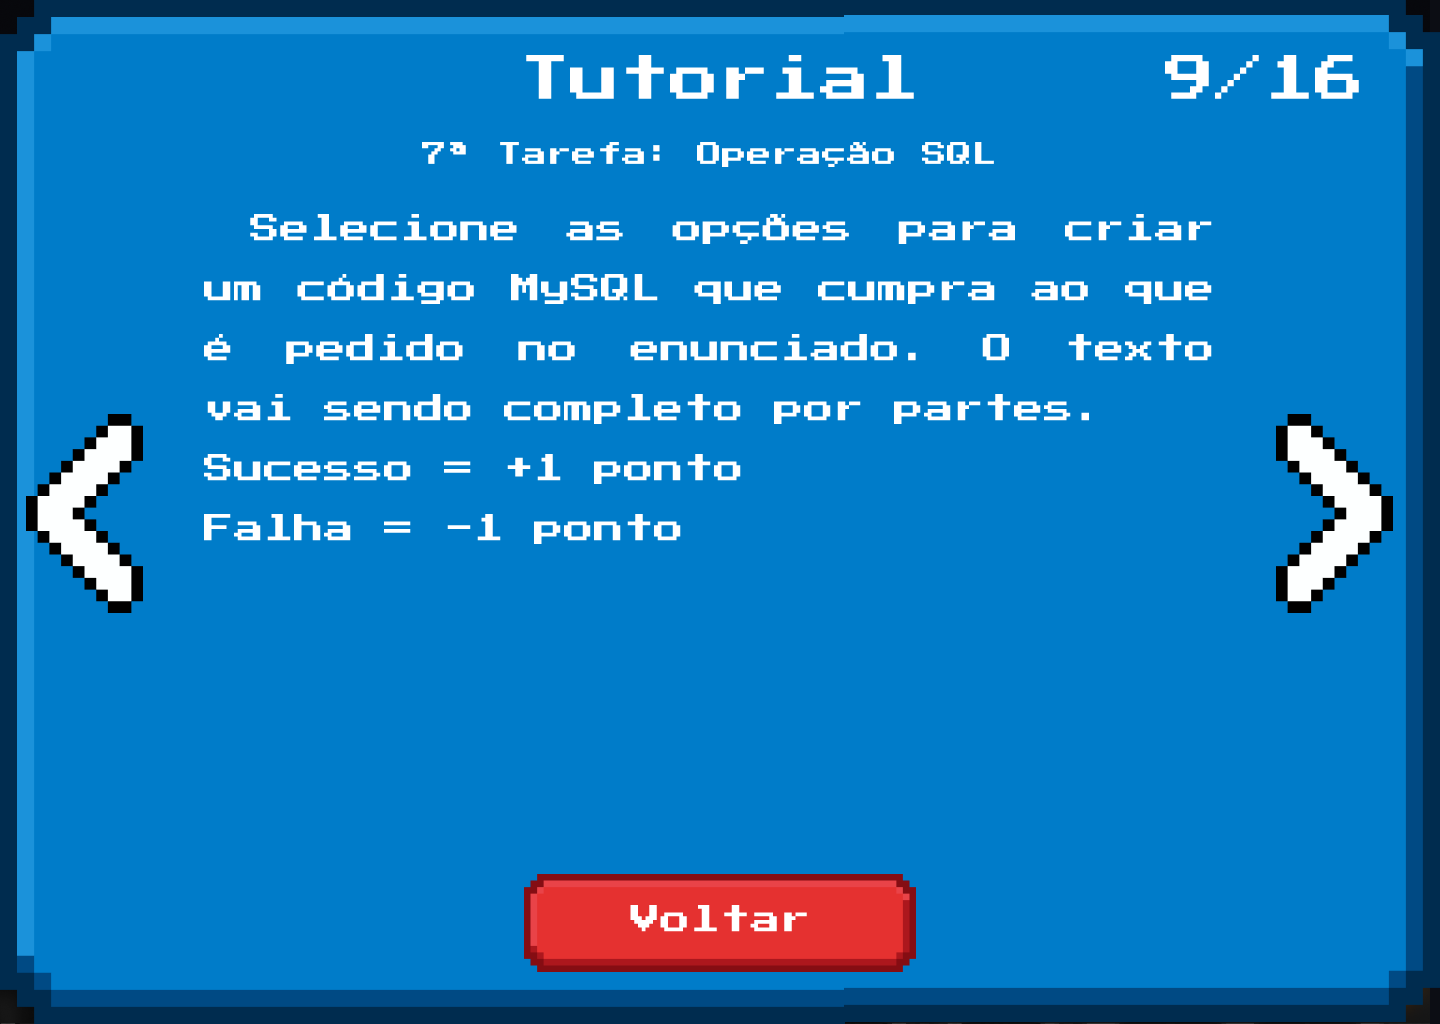 Tutorial 9/16
7ª Tarefa: Operação SQL
Selecione as opções para criar
um código MySQL que cumpra ao que
é pedido no enunciado. O texto
vai sendo completo por partes.
Sucesso = +1 ponto
Falha = -1 ponto
Voltar